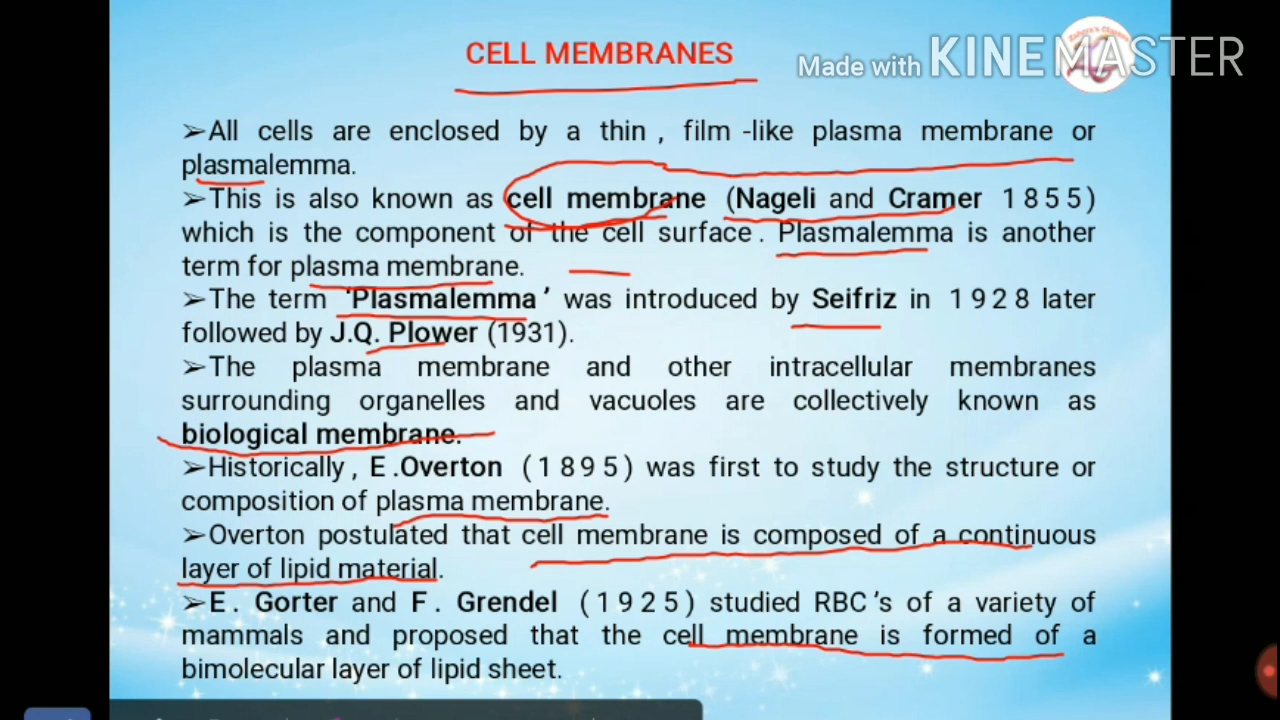 CELL MEMBRANES
Made with KINEMASTER
➢All cells are enclosed by a thin , film -like plasma membrane or
plasmalemma.
➢This is also known as cell membrane (Nageli and Cramer 1855)
which is the component of the cell surface. Plasmalemma is another
term for plasma membrane.
➢The term ‘Plasmalemma’ was introduced by Seifriz in 1928 later
followed by J.Q. Plower (1931).
➢The plasma membrane and other intracellular membranes
surrounding organelles and vacuoles are collectively known as
biological membrane.
➢Historically, E.Overton (1895) was first to study the structure or
composition of plasma membrane.
➢Overton postulated that cell membrane is composed of a continuous
layer of lipid material.
➢E. Gorter and F. Grendel (1925) studied RBC’s of a variety of
mammals and proposed that the cell membrane is formed of a
bimolecular layer of lipid sheet.